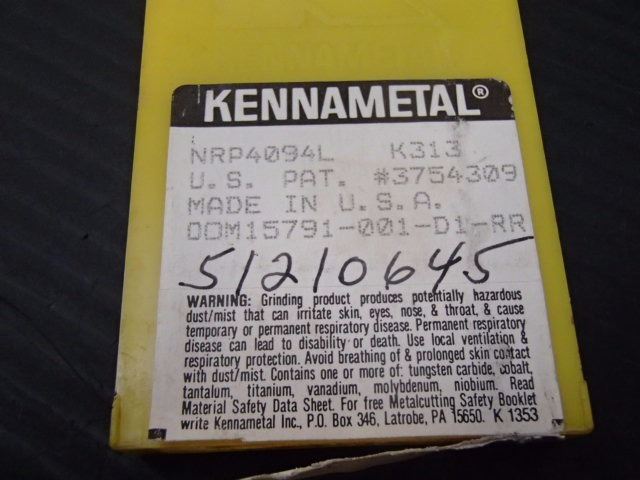 KENNAMETAL®
NRP4094L K313
U.S. PAT. #3754309
MADE IN U.S.A.
DOM15791-001-D1-RR
51210645
WARNING: Grinding product produces potentially hazardous
dust/mist that can irritate skin, eyes, nose, & throat, & cause
temporary or permanent respiratory disease. Permanent respiratory
disease can lead to disability or death. Use local ventilation &
respiratory protection. Avoid breathing of & prolonged skin contact
with dust/mist. Contains one or more of: tungsten carbide, cobalt,
tantalum, titanium, vanadium, molybdenum, niobium. Read
Material Safety Data Sheet. For free Metalcutting Safety Booklet
write Kennametal Inc., P.O. Box 346, Latrobe, PA 15650. K 1353